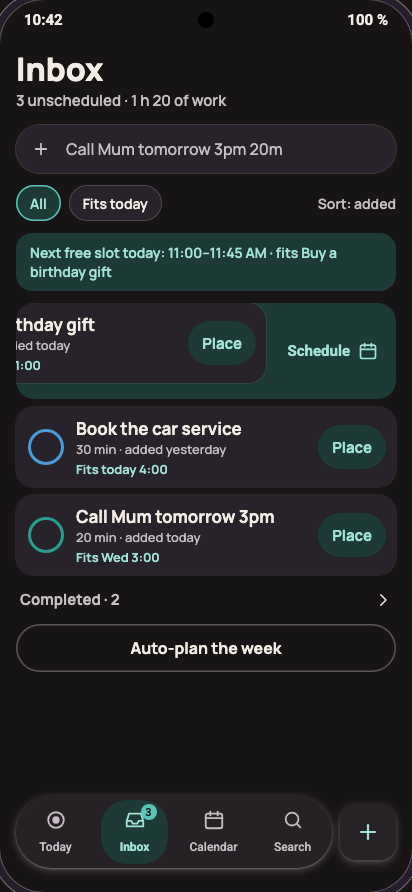 10:42
100 %
Inbox
3 unscheduled · 1 h 20 of work
+ Call Mum tomorrow 3pm 20m
All
Fits today
Sort: added
Next free slot today: 11:00–11:45 AM · fits Buy a
birthday gift
thday gift
led today
1:00
Place
Schedule
Book the car service
30 min · added yesterday
Fits today 4:00
Place
Call Mum tomorrow 3pm
20 min · added today
Fits Wed 3:00
Place
Completed · 2
Auto-plan the week
3
Today
Inbox
Calendar
Search
+